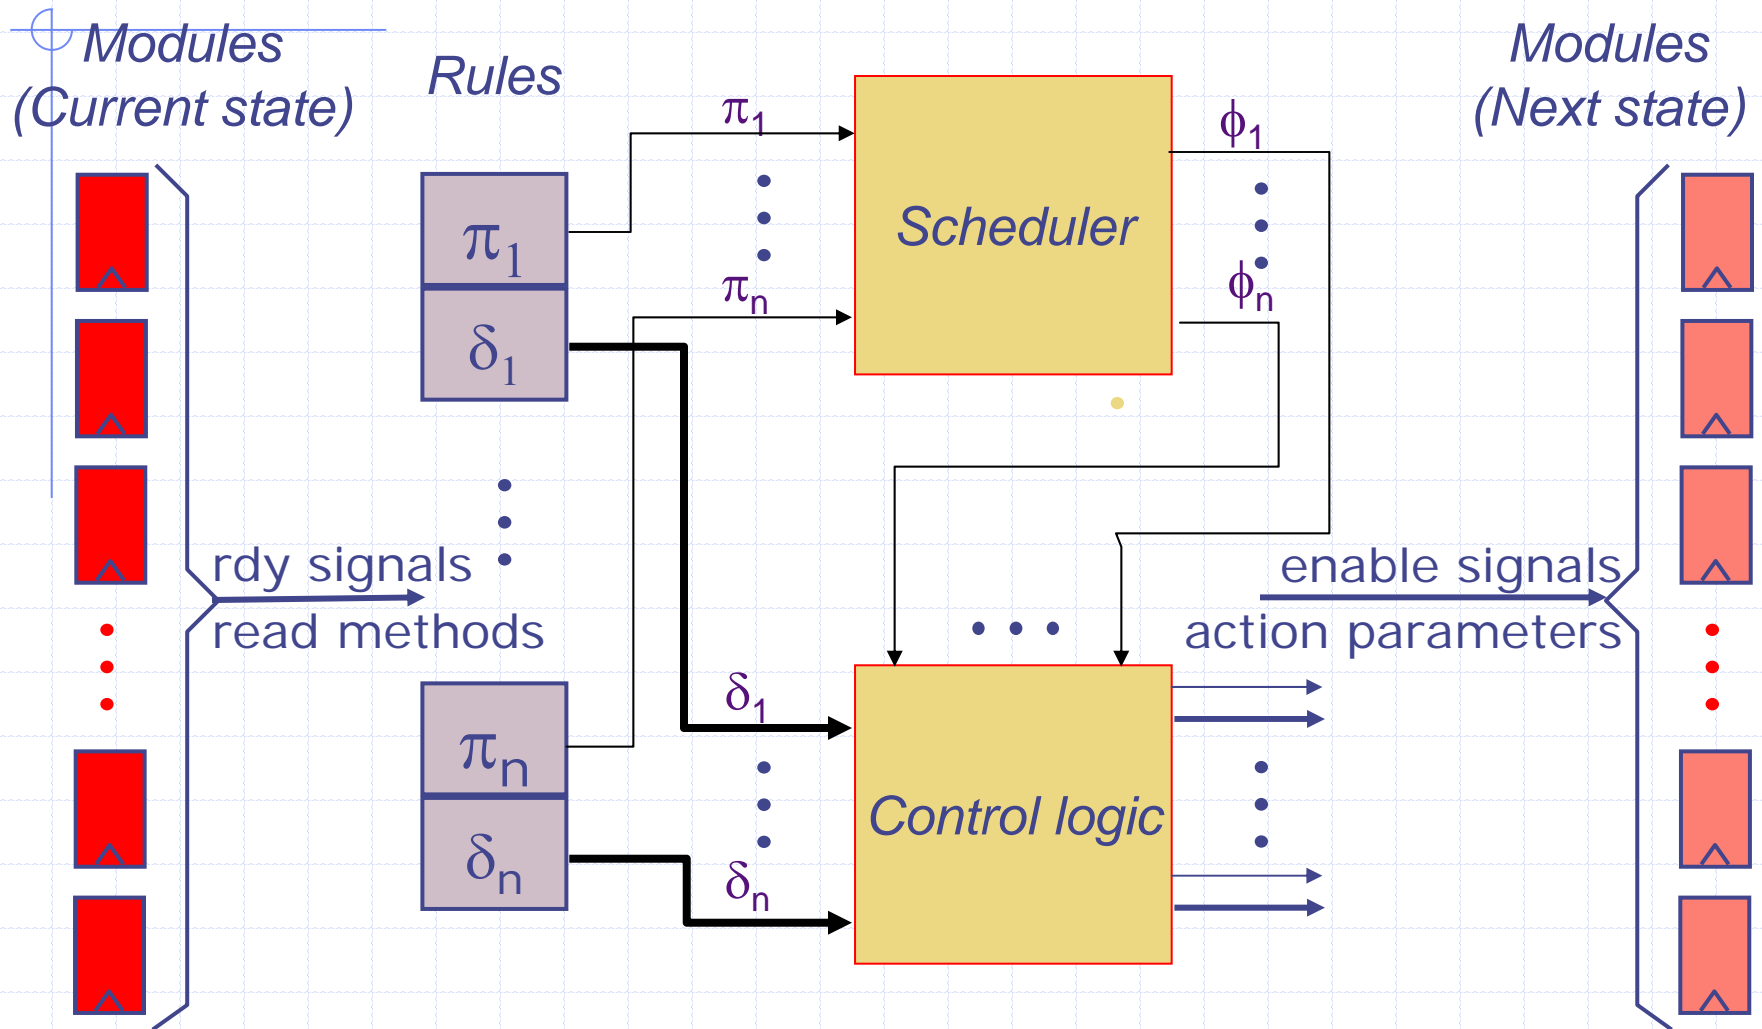 Modules
(Current state)
Rules
Modules
(Next state)
π1
ϕ1
Scheduler
π1
πn
ϕn
δ1
rdy signals
read methods
enable signals
action parameters
δ1
πn
Control logic
δn
δn